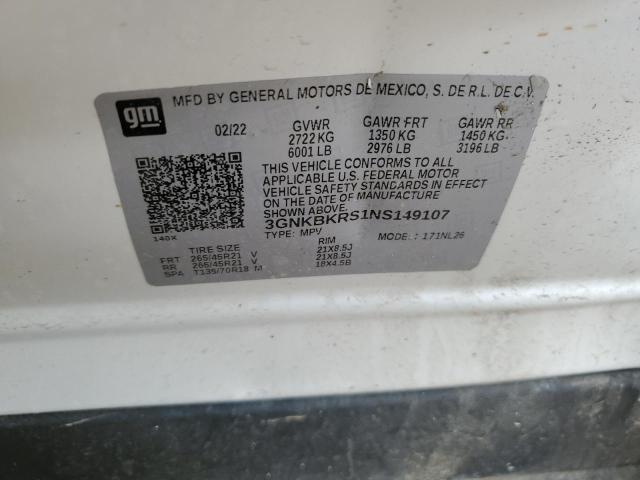 gm
MFD BY GENERAL MOTORS DE MEXICO, S. DE R.L. DE C.V.
02/22 GVWR GAWR FRT GAWR RR
2722 KG 1350 KG 1450 KG
6001 LB 2976 LB 3196 LB
THIS VEHICLE CONFORMS TO ALL
APPLICABLE U.S. FEDERAL MOTOR
VEHICLE SAFETY STANDARDS IN EFFECT
ON THE DATE OF MANUFACTURE
SHOWN ABOVE.
3GNKBKRS1NS149107
TYPE: MPV MODEL: 171NL26
140X
TIRE SIZE RIM
FRT 265/45R21 V 21X8.5J
RR 265/45R21 V 21X8.5J
SPA T135/70R18 M 18X4.5B